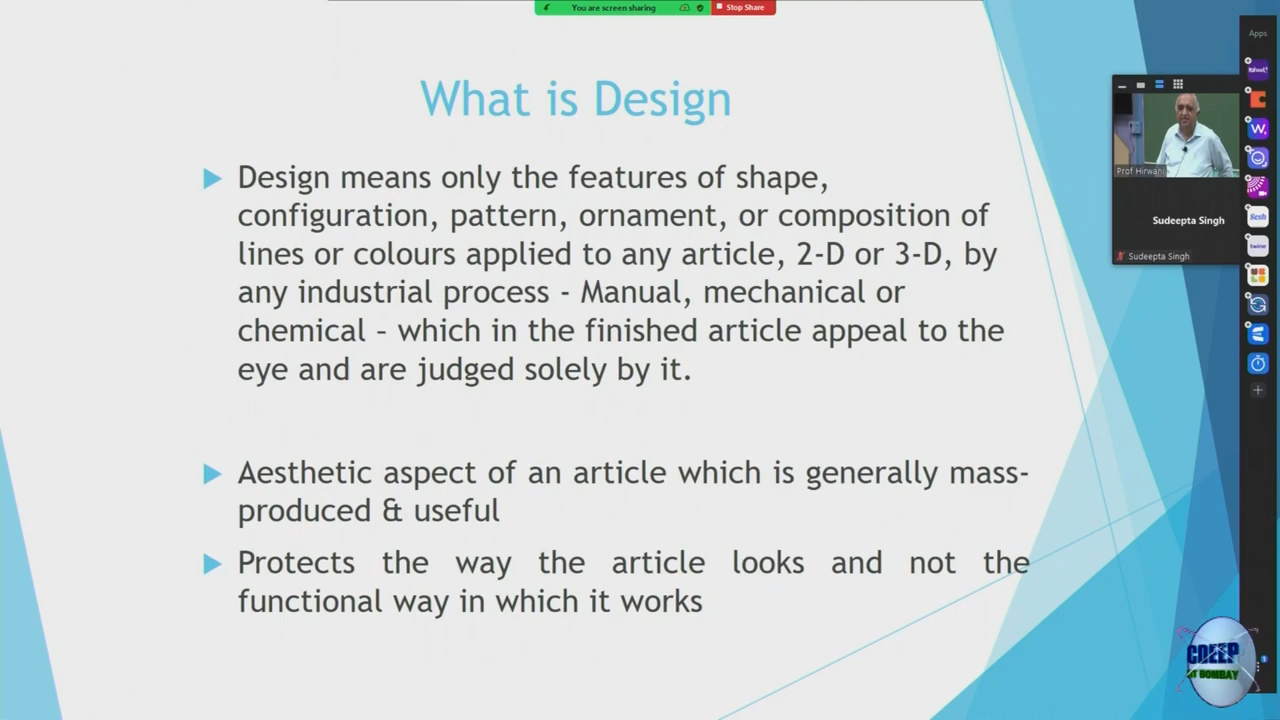 You are screen sharing
Stop Share
Apps
What is Design
Design means only the features of shape,
configuration, pattern, ornament, or composition of
lines or colours applied to any article, 2-D or 3-D, by
any industrial process - Manual, mechanical or
chemical – which in the finished article appeal to the
eye and are judged solely by it.
Aesthetic aspect of an article which is generally mass-
produced & useful
Protects the way the article looks and not the
functional way in which it works
Prof Hirwani
Sudeepta Singh
Sudeepta Singh
Sesh
twine
CDEEP
IIT BOMBAY